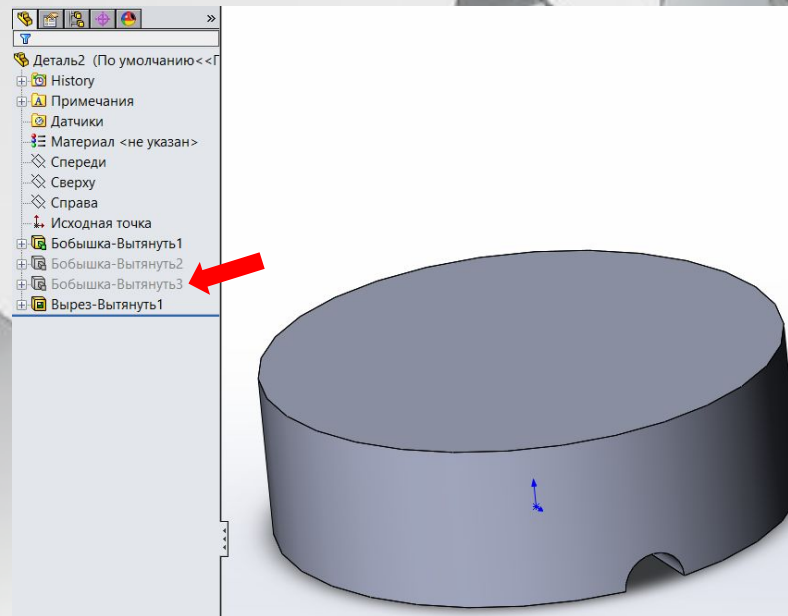 »
Деталь2 (По умолчанию<<Г
History
Примечания
Датчики
Материал <не указан>
Спереди
Сверху
Справа
Исходная точка
Бобышка-Вытянуть1
Бобышка-Вытянуть2
Бобышка-Вытянуть3
Вырез-Вытянуть1